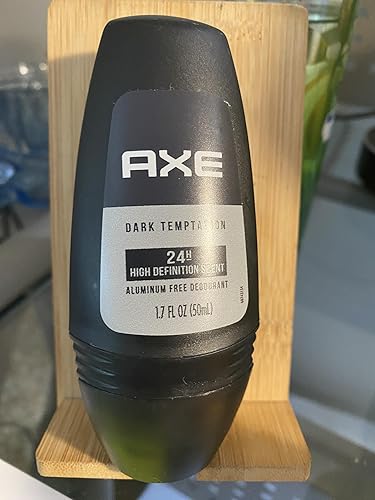 AXE
DARK TEMPTATION
24H
HIGH DEFINITION SCENT
ALUMINUM FREE DEODORANT
1.7 FL OZ (50mL)